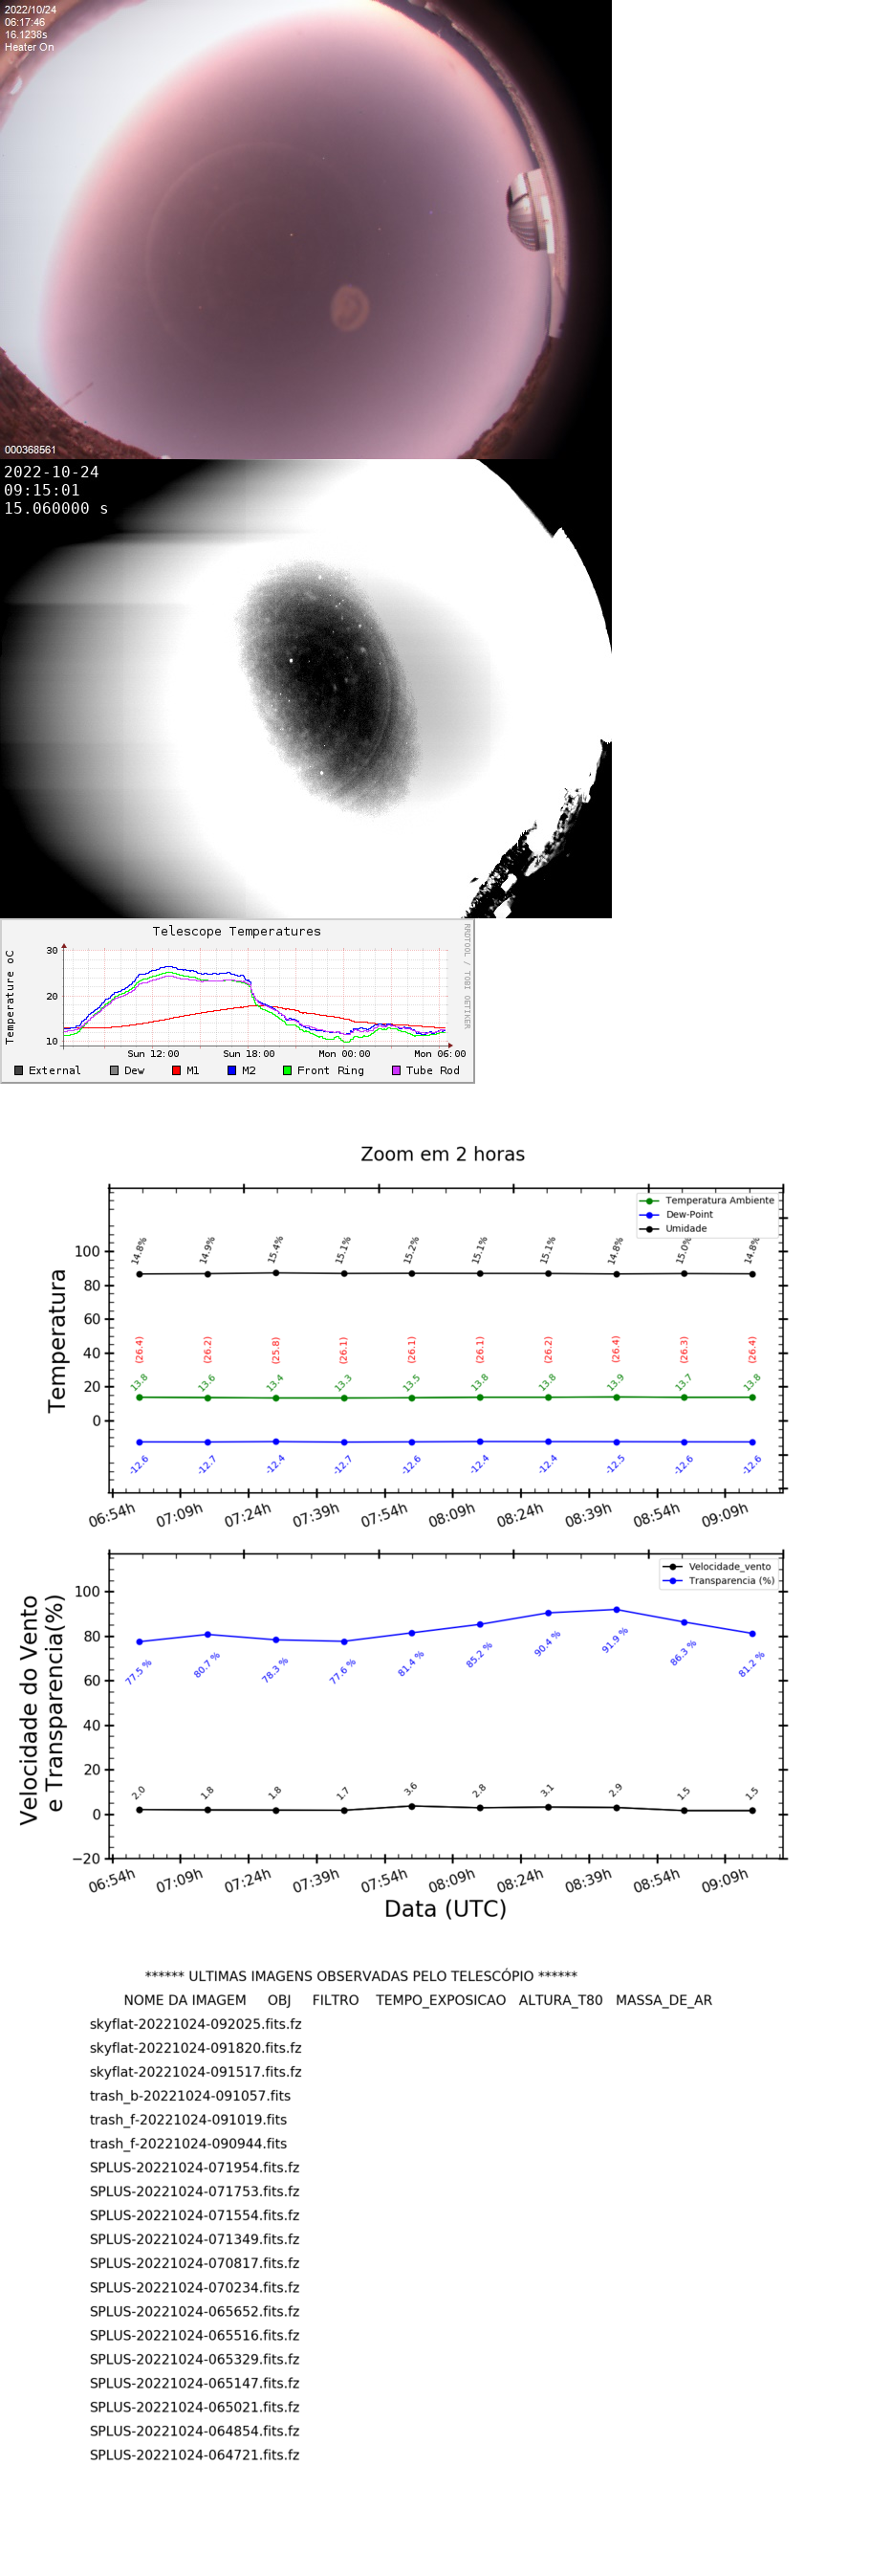 2022/10/24
06:17:46
16.1238s
Heater On
000368561
2022-10-24
09:15:01
15.060000 s
Telescope Temperatures
RRDTOOL / TOBI OETIKER
Temperature oC
30
20
10
Sun 12:00 Sun 18:00 Mon 00:00 Mon 06:00
External Dew M1 M2 Front Ring Tube Rod
Zoom em 2 horas
Temperatura Ambiente
Dew-Point
Umidade
14.8% 14.9% 15.4% 15.1% 15.2% 15.1% 15.1% 14.8% 15.0% 14.8%
Temperatura
100
80
60
40
20
0
(26.4) (26.2) (25.8) (26.1) (26.1) (26.1) (26.2) (26.4) (26.3) (26.4)
13.8 13.6 13.4 13.3 13.5 13.8 13.8 13.9 13.7 13.8
-12.6 -12.7 -12.4 -12.7 -12.6 -12.4 -12.4 -12.5 -12.6 -12.6
06:54h 07:09h 07:24h 07:39h 07:54h 08:09h 08:24h 08:39h 08:54h 09:09h
Velocidade_vento
Transparencia (%)
Velocidade do Vento
e Transparencia(%)
100
80
60
40
20
0
−20
77.5 % 80.7 % 78.3 % 77.6 % 81.4 % 85.2 % 90.4 % 91.9 % 86.3 % 81.2 %
2.0 1.8 1.8 1.7 3.6 2.8 3.1 2.9 1.5 1.5
06:54h 07:09h 07:24h 07:39h 07:54h 08:09h 08:24h 08:39h 08:54h 09:09h
Data (UTC)
****** ULTIMAS IMAGENS OBSERVADAS PELO TELESCÓPIO ******
NOME DA IMAGEM OBJ FILTRO TEMPO_EXPOSICAO ALTURA_T80 MASSA_DE_AR
skyflat-20221024-092025.fits.fz
skyflat-20221024-091820.fits.fz
skyflat-20221024-091517.fits.fz
trash_b-20221024-091057.fits
trash_f-20221024-091019.fits
trash_f-20221024-090944.fits
SPLUS-20221024-071954.fits.fz
SPLUS-20221024-071753.fits.fz
SPLUS-20221024-071554.fits.fz
SPLUS-20221024-071349.fits.fz
SPLUS-20221024-070817.fits.fz
SPLUS-20221024-070234.fits.fz
SPLUS-20221024-065652.fits.fz
SPLUS-20221024-065516.fits.fz
SPLUS-20221024-065329.fits.fz
SPLUS-20221024-065147.fits.fz
SPLUS-20221024-065021.fits.fz
SPLUS-20221024-064854.fits.fz
SPLUS-20221024-064721.fits.fz